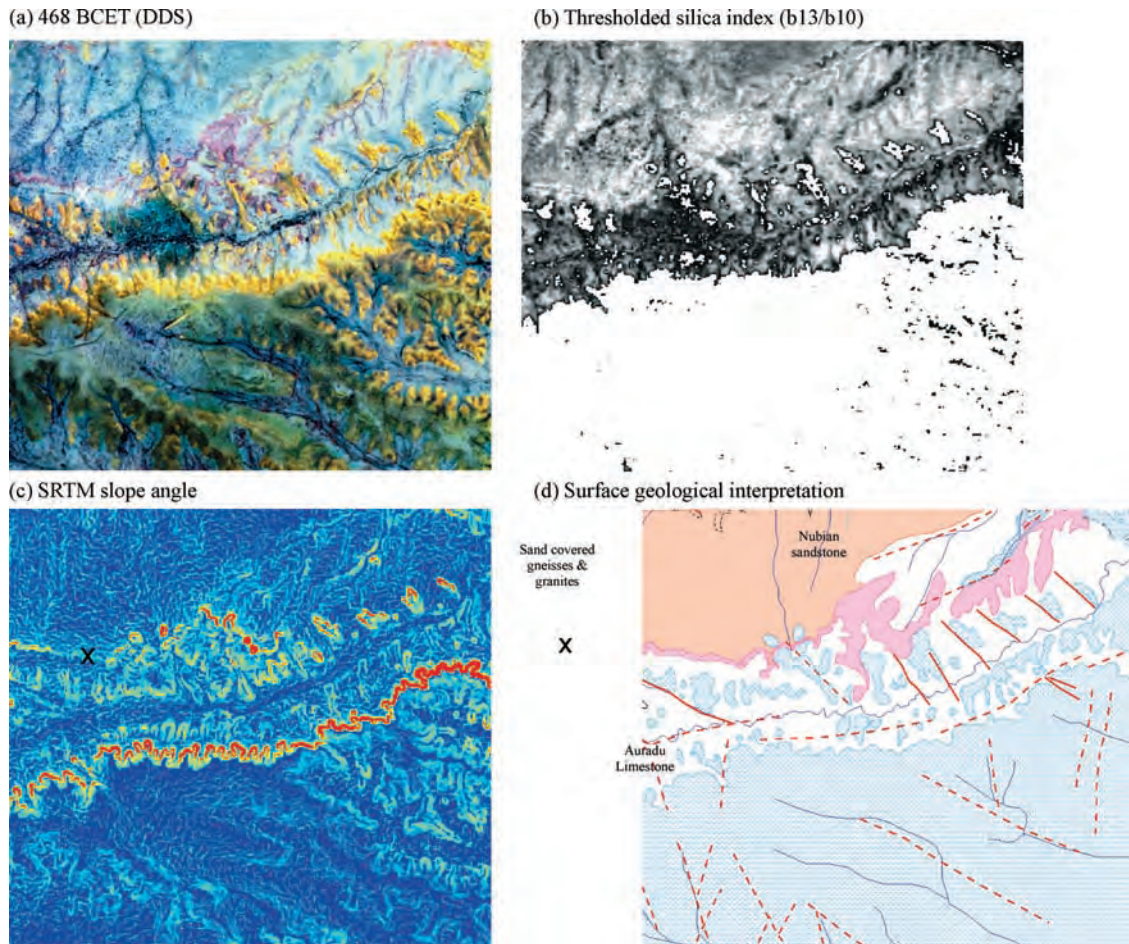 (a) 468 BCET (DDS)
(b) Thresholded silica index (b13/b10)
(c) SRTM slope angle
(d) Surface geological interpretation
X
Sand covered
gneisses &
granites
X
Nubian
sandstone
Auradu
Limestone